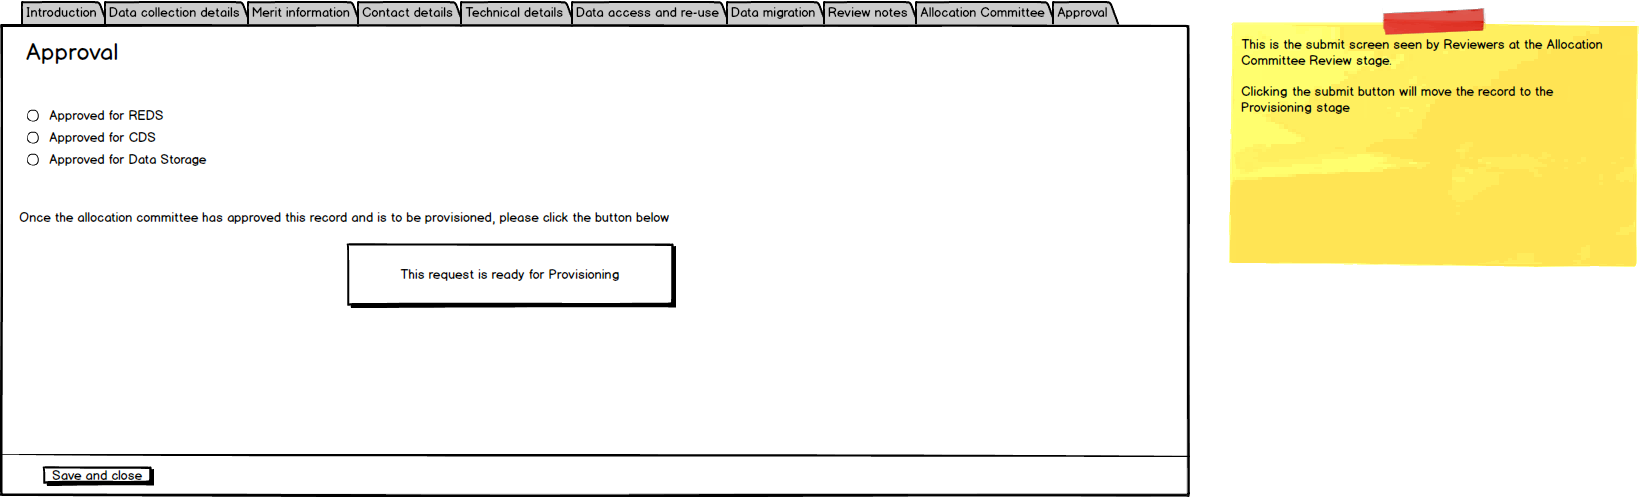 Introduction
Data collection details
Merit information
Contact details
Technical details
Data access and re-use
Data migration
Review notes
Allocation Committee
Approval
Approval
Approved for REDS
Approved for CDS
Approved for Data Storage
Once the allocation committee has approved this record and is to be provisioned, please click the button below
This request is ready for Provisioning
Save and close
This is the submit screen seen by Reviewers at the Allocation
Committee Review stage.
Clicking the submit button will move the record to the
Provisioning stage